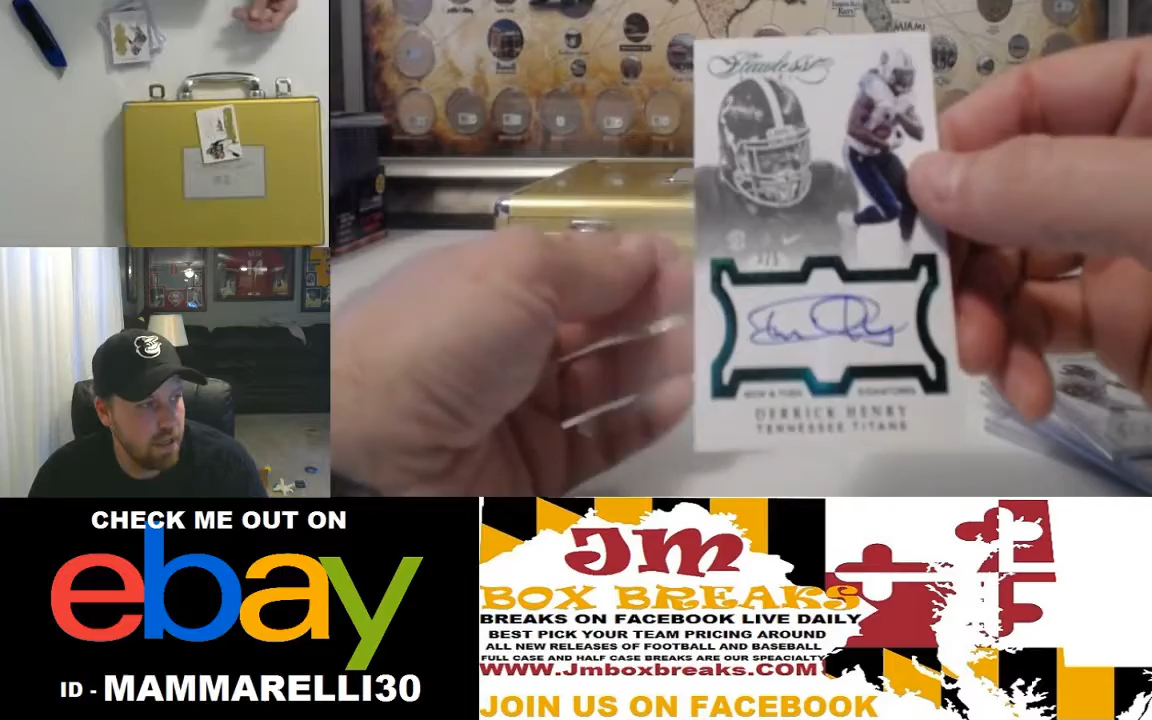 Flawless
DERRICK HENRY
TENNESSEE TITANS
CHECK ME OUT ON
ebay
ID - MAMMARELLI30
JM
BOX BREAKS
BREAKS ON FACEBOOK LIVE DAILY
BEST PICK YOUR TEAM PRICING AROUND
ALL NEW RELEASES OF FOOTBALL AND BASEBALL
FULL CASE AND HALF CASE BREAKS ARE OUR SPEACIALTY
WWW.Jmboxbreaks.COM
JOIN US ON FACEBOOK